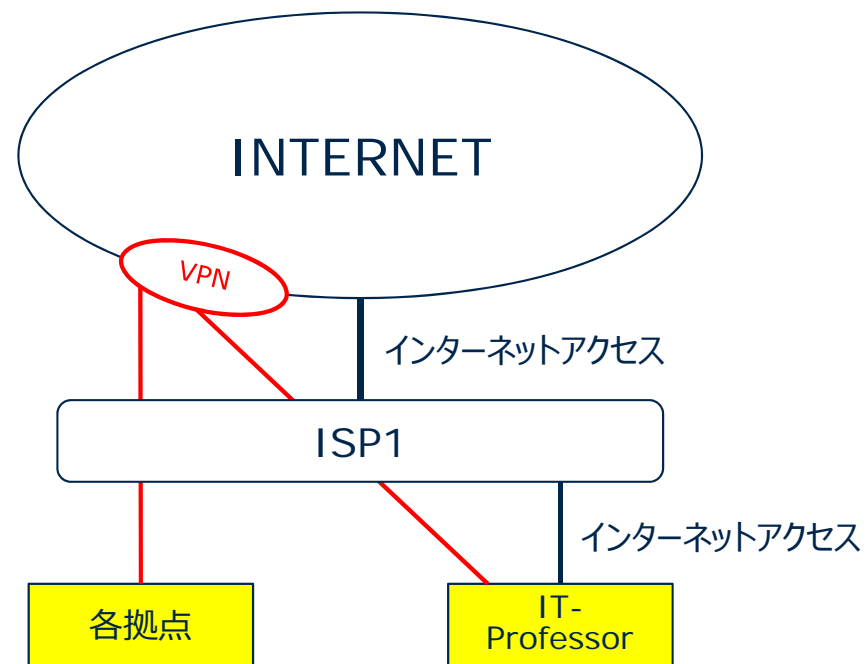 INTERNET
VPN
インターネットアクセス
ISP1
インターネットアクセス
各拠点
IT-
Professor